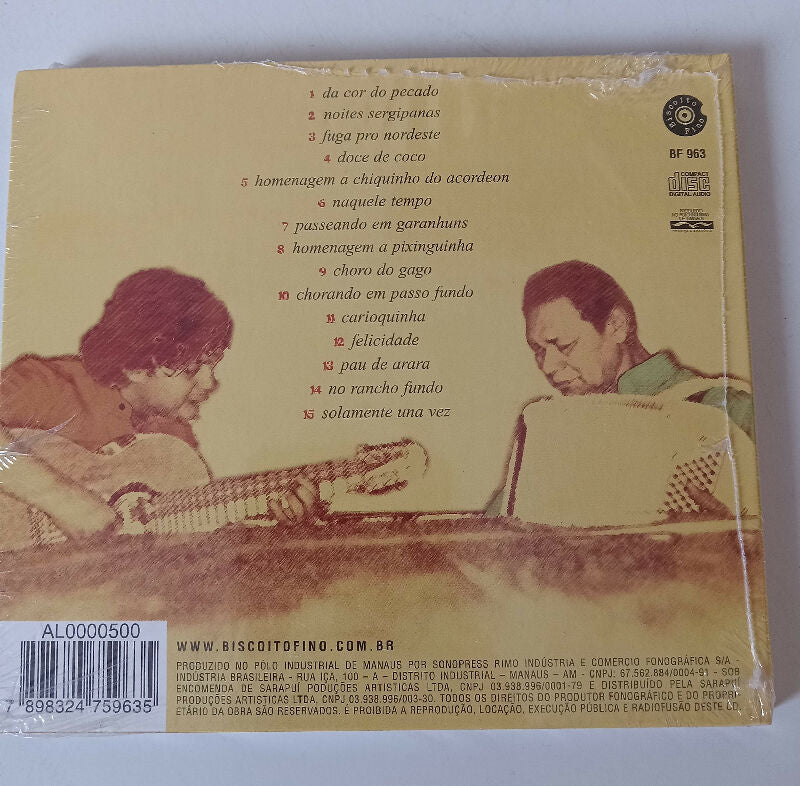 1 da cor do pecado
2 noites sergipanas
3 fuga pro nordeste
4 doce de coco
5 homenagem a chiquinho do acordeon
6 naquele tempo
7 passeando em garanhuns
8 homenagem a pixinguinha
9 choro do gago
10 chorando em passo fundo
11 carioquinha
12 felicidade
13 pau de arara
14 no rancho fundo
15 solamente una vez
Biscoito Fino
BF 963
COMPACT
disc
DIGITAL AUDIO
AL0000500
7 898324 759635
WWW.BISCOITOFINO.COM.BR
PRODUZIDO NO PÓLO INDUSTRIAL DE MANAUS POR SONOPRESS RIMO INDÚSTRIA E COMERCIO FONOGRÁFICA S/A -
INDÚSTRIA BRASILEIRA - RUA IÇA, 100 - A - DISTRITO INDUSTRIAL - MANAUS - AM - CNPJ: 67.562.884/0004-91 - SOB
ENCOMENDA DE SARAPUÍ PODUÇÕES ARTISTICAS LTDA, CNPJ 03.938.996/0001-79 E DISTRIBUÍDO PELA SARAPUÍ
PRODUÇÕES ARTISTICAS LTDA, CNPJ 03.938.996/003-30. TODOS OS DIREITOS DO PRODUTOR FONOGRÁFICO E DO PROPRI-
ETÁRIO DA OBRA SÃO RESERVADOS. É PROIBIDA A REPRODUÇÃO, LOCAÇÃO, EXECUÇÃO PÚBLICA E RADIOFUSÃO DESTE CD.